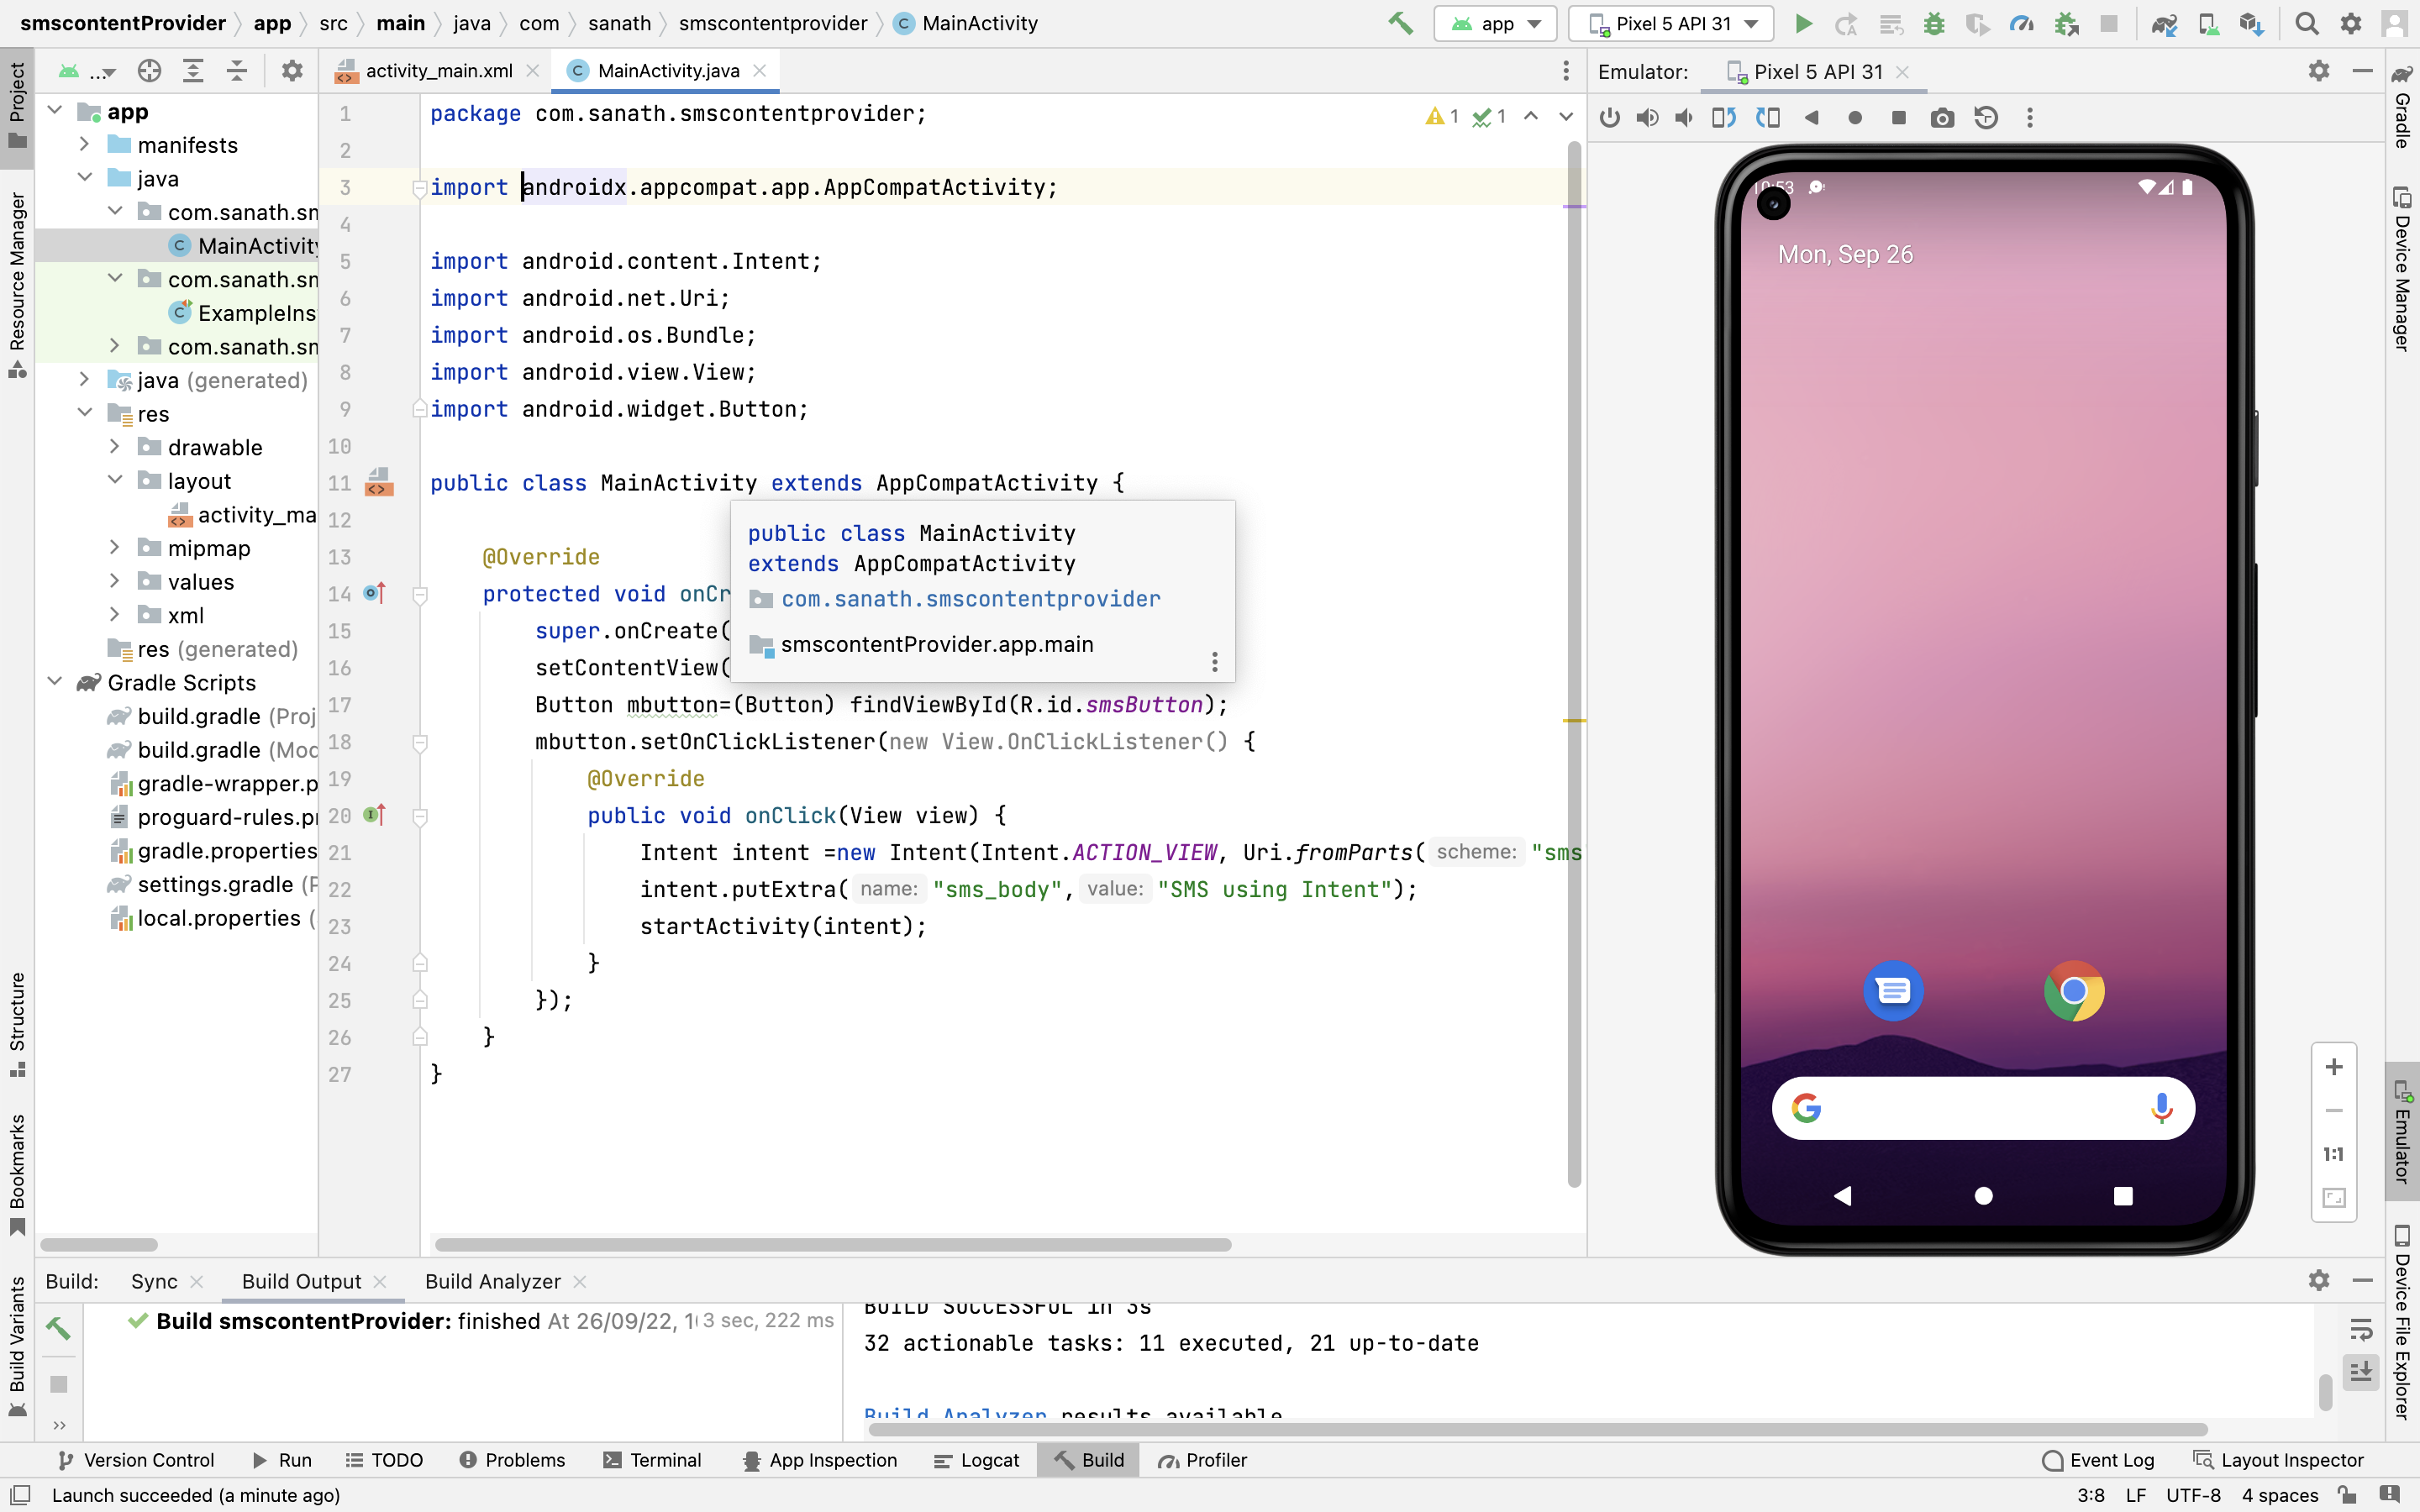 smscontentProvider app src main java com sanath smscontentprovider MainActivity app Pixel 5 API 31
Project
Resource Manager
Structure
Bookmarks
Build Variants
...
app
manifests
java
com.sanath.sm
MainActivity
com.sanath.sm
ExampleIns
com.sanath.sm
java (generated)
res
drawable
layout
activity_ma
mipmap
values
xml
res (generated)
Gradle Scripts
build.gradle (Proj
build.gradle (Mod
gradle-wrapper.p
proguard-rules.pr
gradle.properties
settings.gradle (P
local.properties (
activity_main.xml MainActivity.java
1 package com.sanath.smscontentprovider; 1 1
2
3 import androidx.appcompat.app.AppCompatActivity;
4
5 import android.content.Intent;
6 import android.net.Uri;
7 import android.os.Bundle;
8 import android.view.View;
9 import android.widget.Button;
10
11 public class MainActivity extends AppCompatActivity {
12
13 @Override
14 protected void onCr
15 super.onCreate(
16 setContentView(
17 Button mbutton=(Button) findViewById(R.id.smsButton);
18 mbutton.setOnClickListener(new View.OnClickListener() {
19 @Override
20 public void onClick(View view) {
21 Intent intent =new Intent(Intent.ACTION_VIEW, Uri.fromParts( scheme: "sms
22 intent.putExtra( name: "sms_body", value: "SMS using Intent");
23 startActivity(intent);
24 }
25 });
26 }
27 }
public class MainActivity
extends AppCompatActivity
com.sanath.smscontentprovider
smscontentProvider.app.main
Emulator: Pixel 5 API 31
Mon, Sep 26
1:1
Gradle
Device Manager
Emulator
Device File Explorer
Build: Sync Build Output Build Analyzer
Build smscontentProvider: finished At 26/09/22, 3 sec, 222 ms
BUILD SUCCESSFUL in 3s
32 actionable tasks: 11 executed, 21 up-to-date
Build Analyzer results available
Version Control Run TODO Problems Terminal App Inspection Logcat Build Profiler Event Log Layout Inspector
Launch succeeded (a minute ago) 3:8 LF UTF-8 4 spaces